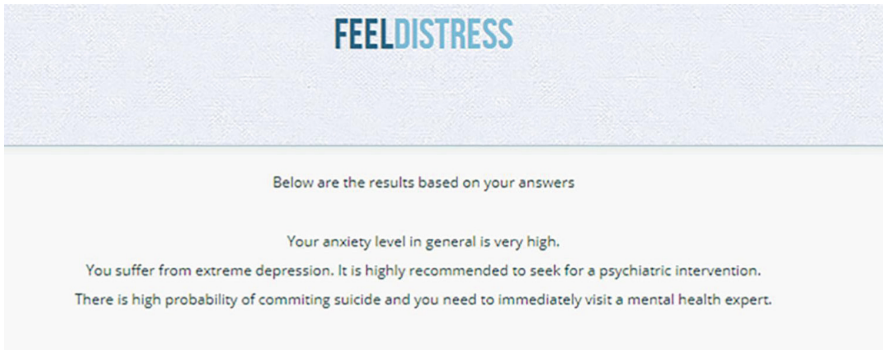 FEELDISTRESS
Below are the results based on your answers
Your anxiety level in general is very high.
You suffer from extreme depression. It is highly recommended to seek for a psychiatric intervention.
There is high probability of commiting suicide and you need to immediately visit a mental health expert.